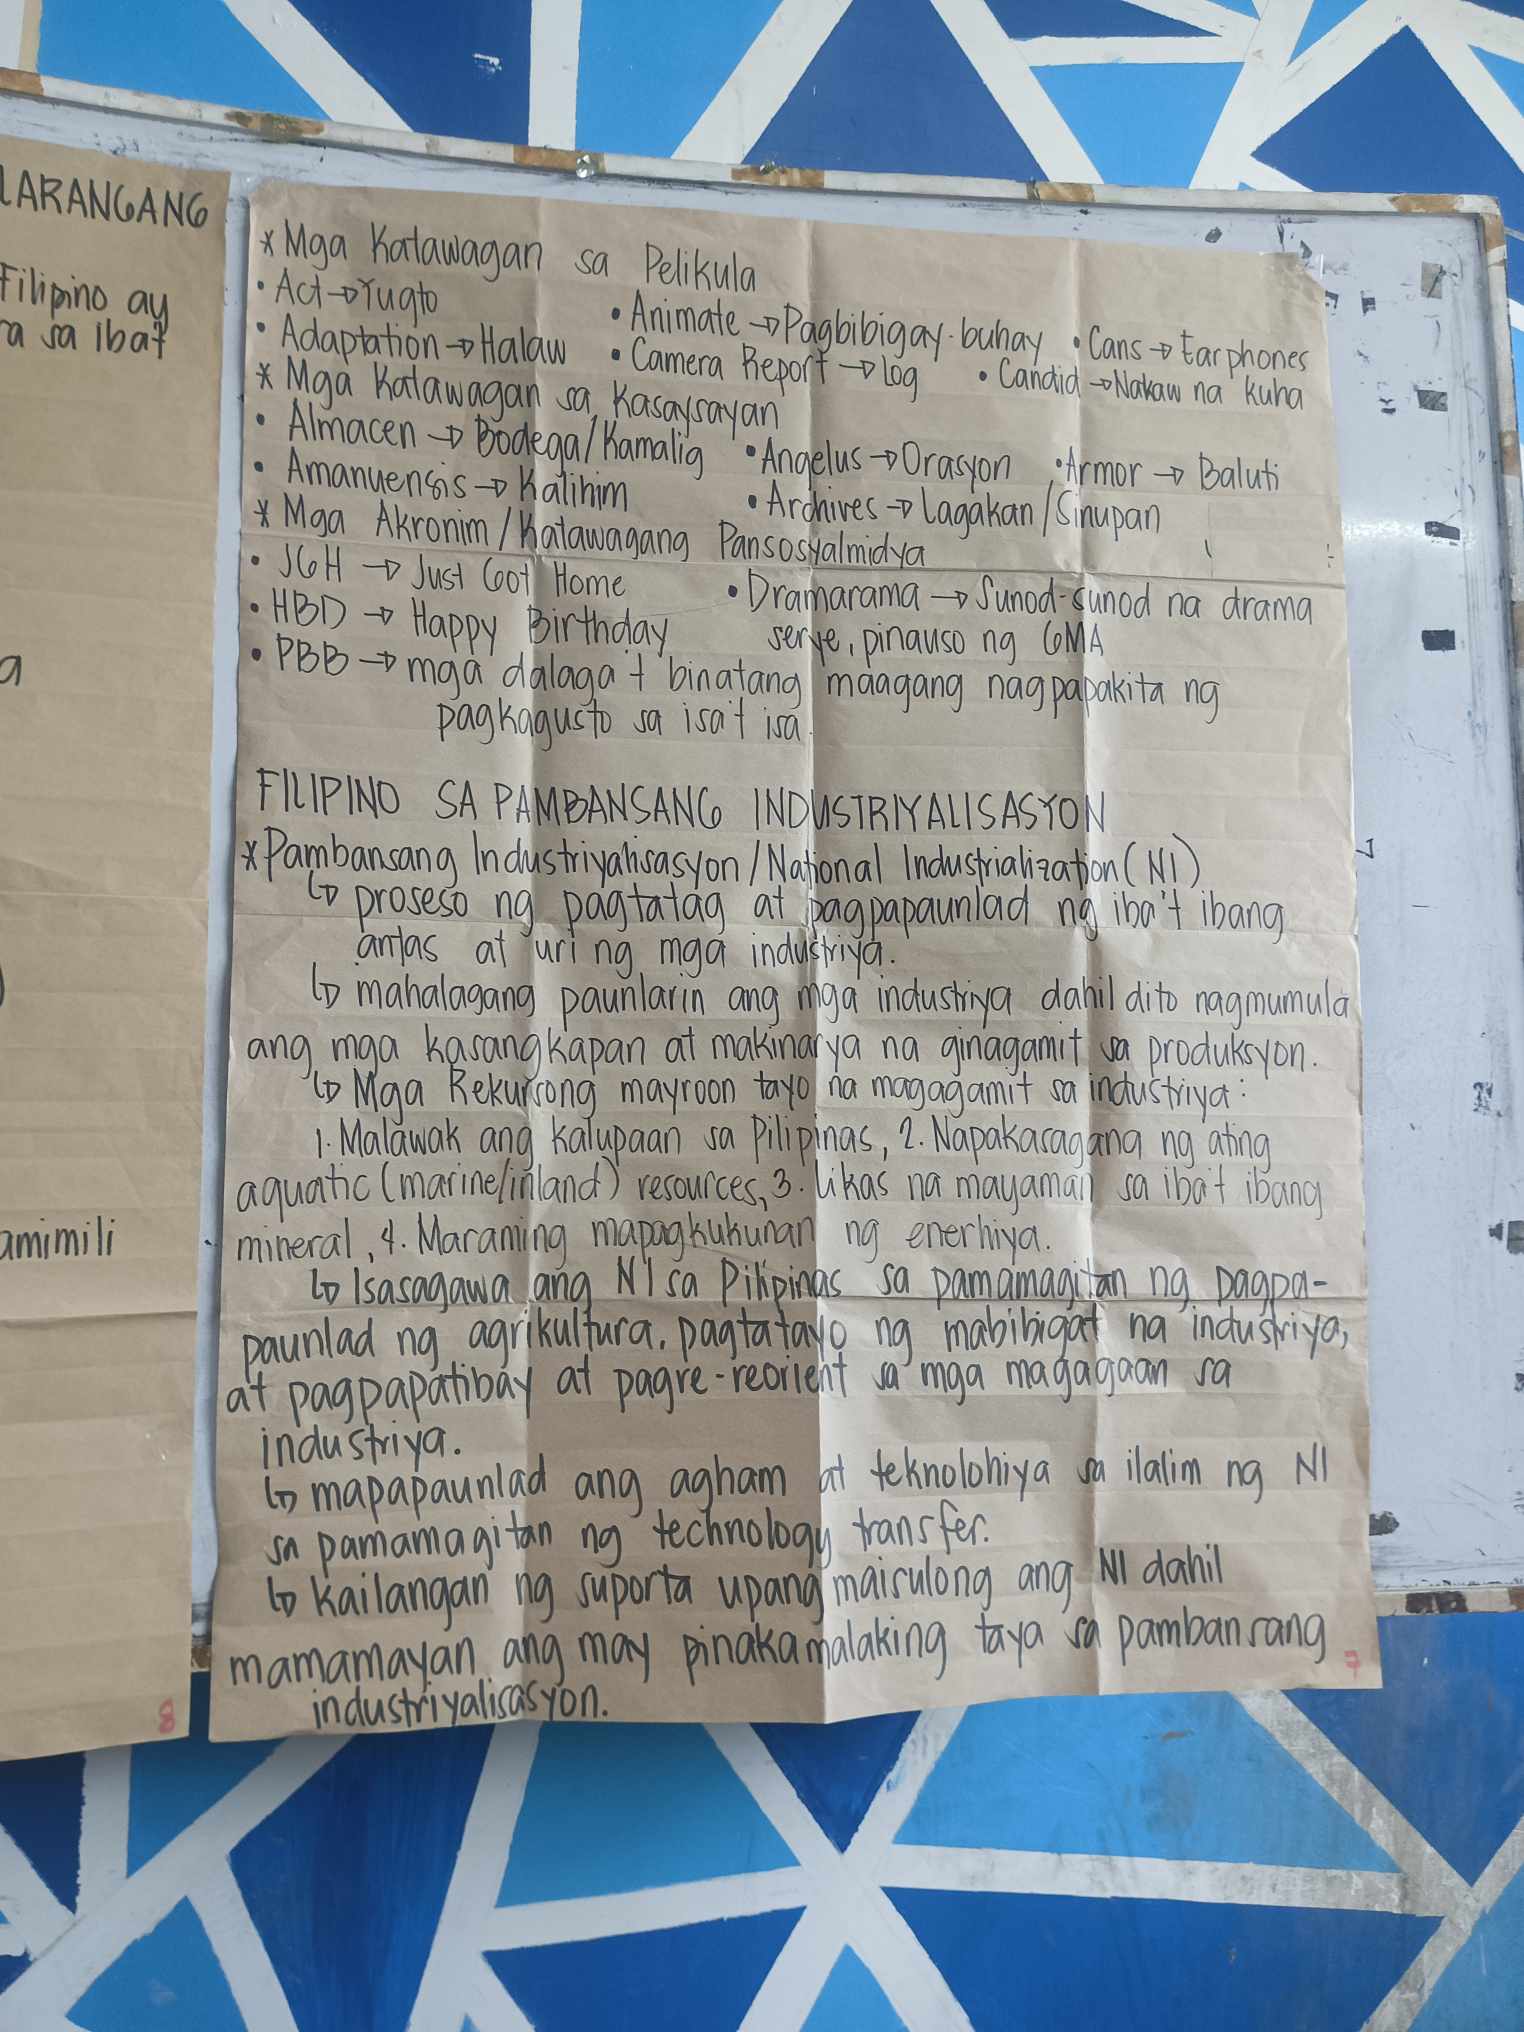 LARANGANG
Filipino ay
ra sa ibat
a
amimili
8
* Mga Katawagan sa Pelikula
• Act → Yugto
• Animate → Pagbibigay-buhay
• Cans → Earphones
• Adaptation → Halaw
• Camera Report → Log
• Candid → Nakaw na kuha
* Mga Katawagan sa Kasaysayan
• Almacen → Bodega/Kamalig
• Angelus → Orasyon
• Armor → Baluti
• Amanuensis → Kalihim
• Archives → Lagakan/Sinupan
* Mga Akronim/Katawagang Pansosyalmidya
• JGH → Just Got Home
• HBD → Happy Birthday
• Dramarama → Sunod-sunod na drama
serye, pinauso ng GMA
• PBB → mga dalaga't binatang maagang nagpapakita ng
pagkagusto sa isa't isa.
FILIPINO SA PAMBANSANG INDUSTRIYALISASYON
* Pambansang Industriyalisasyon/National Industrialization (NI)
↳ proseso ng pagtatag at pagpapaunlad ng iba't ibang
antas at uri ng mga industriya.
↳ mahalagang paunlarin ang mga industriya dahil dito nagmumula
ang mga kasangkapan at makinarya na ginagamit sa produksyon.
↳ Mga Rekursong mayroon tayo na magagamit sa industriya:
1. Malawak ang kalupaan sa Pilipinas, 2. Napakasagana ng ating
aquatic (marine/inland) resources, 3. likas na mayaman sa iba't ibang
mineral, 4. Maraming mapagkukunan ng enerhiya.
↳ Isasagawa ang NI sa Pilipinas sa pamamagitan ng pagpa-
paunlad ng agrikultura, pagtatayo ng mabibigat na industriya,
at pagpapatibay at pagre-reorient sa mga magagaan sa
industriya.
↳ mapapaunlad ang agham at teknolohiya sa ilalim ng NI
sa pamamagitan ng technology transfer.
↳ kailangan ng suporta upang maisulong ang NI dahil
mamamayan ang may pinakamalaking taya sa pambansang
industriyalisasyon.
7